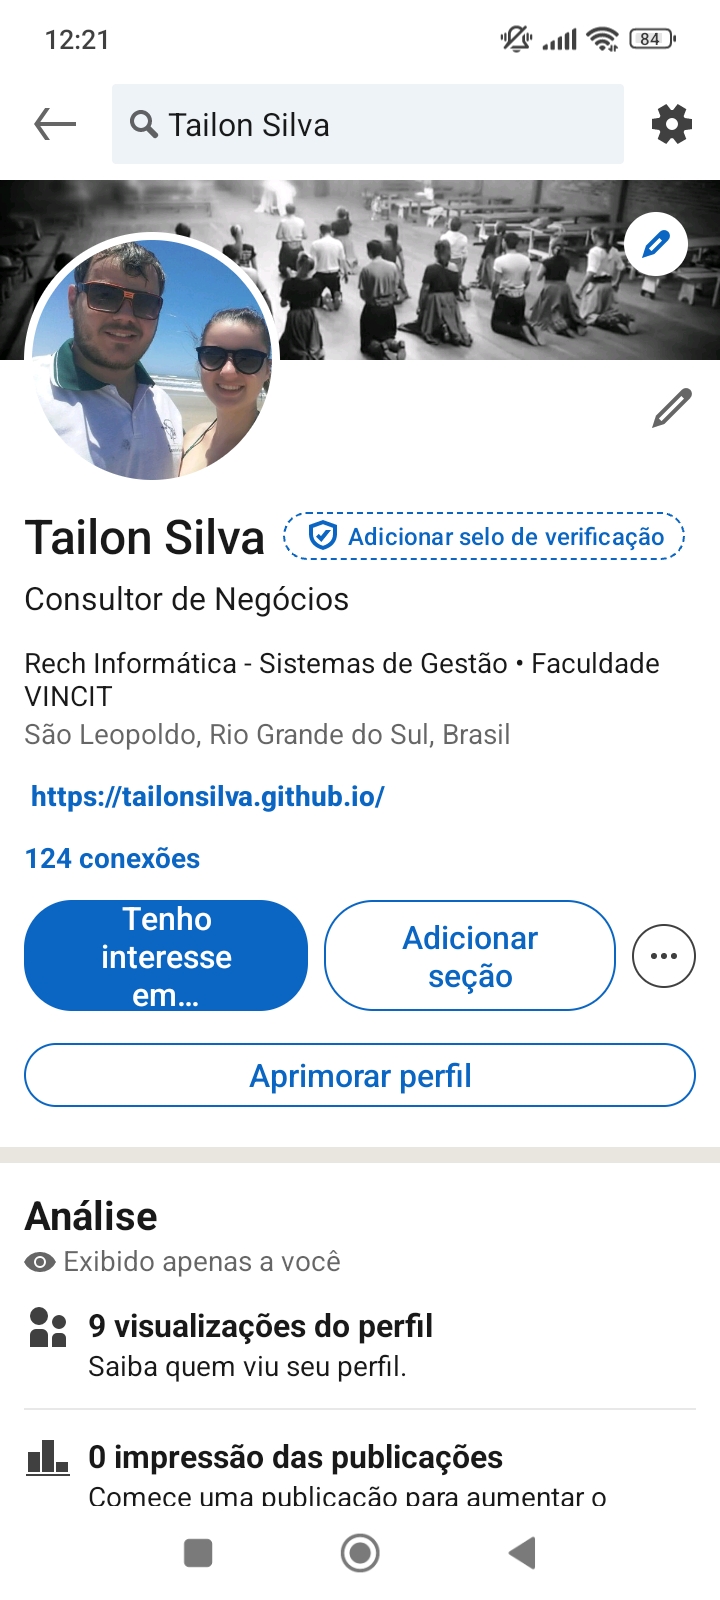 12:21
84
Tailon Silva
Tailon Silva
Adicionar selo de verificação
Consultor de Negócios
Rech Informática - Sistemas de Gestão • Faculdade
VINCIT
São Leopoldo, Rio Grande do Sul, Brasil
https://tailonsilva.github.io/
124 conexões
Tenho
interesse
em...
Adicionar
seção
Aprimorar perfil
Análise
Exibido apenas a você
9 visualizações do perfil
Saiba quem viu seu perfil.
0 impressão das publicações
Comece uma publicação para aumentar o